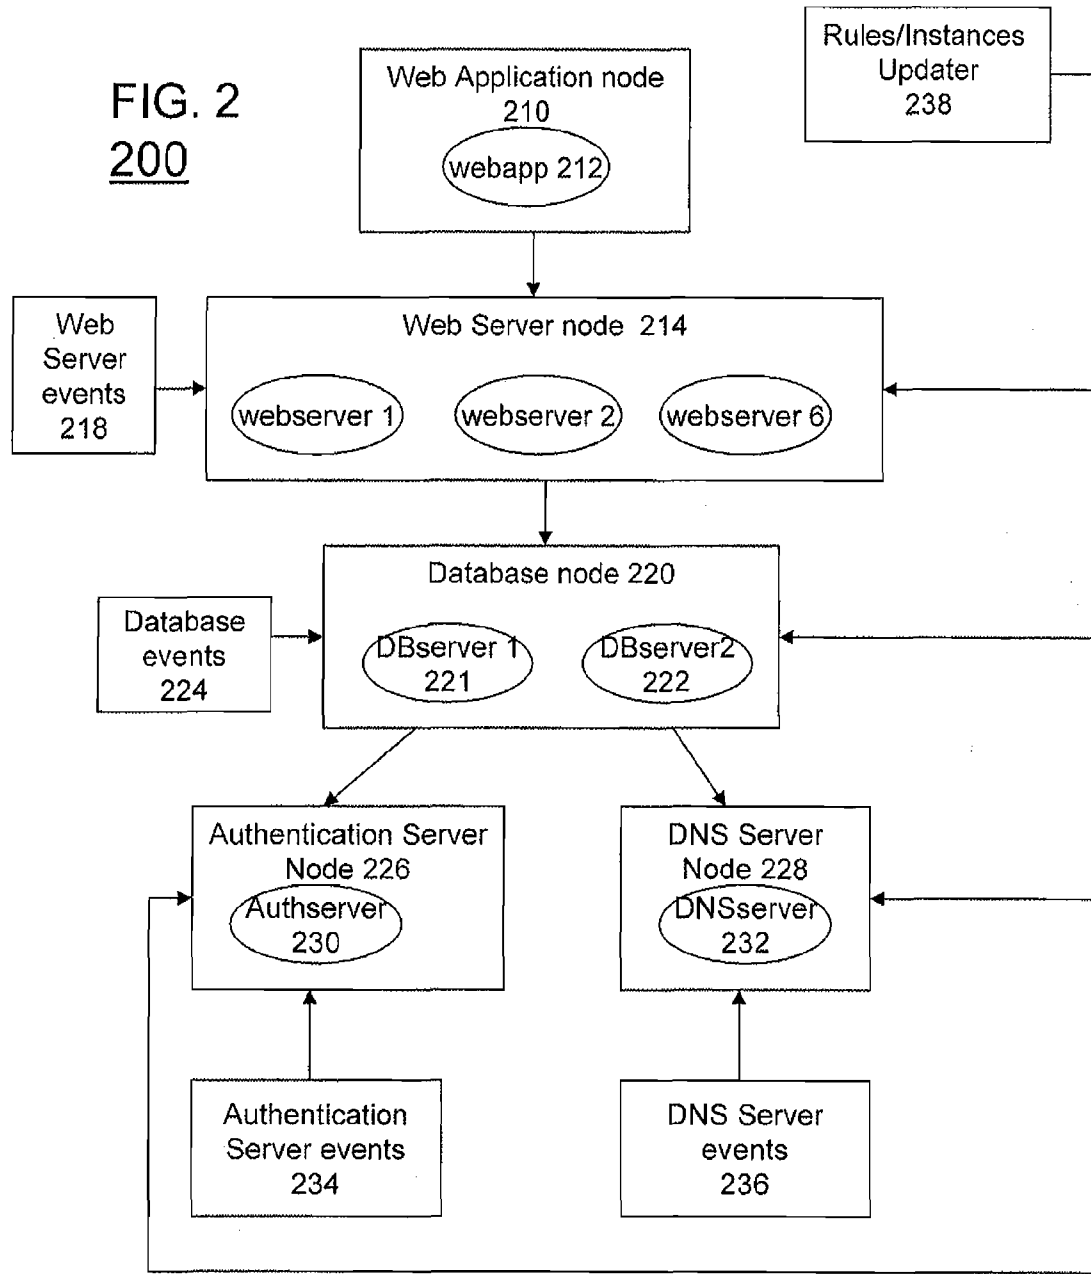 FIG. 2
200
Rules/Instances
Updater
238
Web Application node
210
webapp 212
Web Server node 214
webserver 1
webserver 2
webserver 6
Web
Server
events
218
Database node 220
DBserver 1
221
DBserver2
222
Database
events
224
Authentication Server
Node 226
Authserver
230
DNS Server
Node 228
DNSserver
232
Authentication
Server events
234
DNS Server
events
236